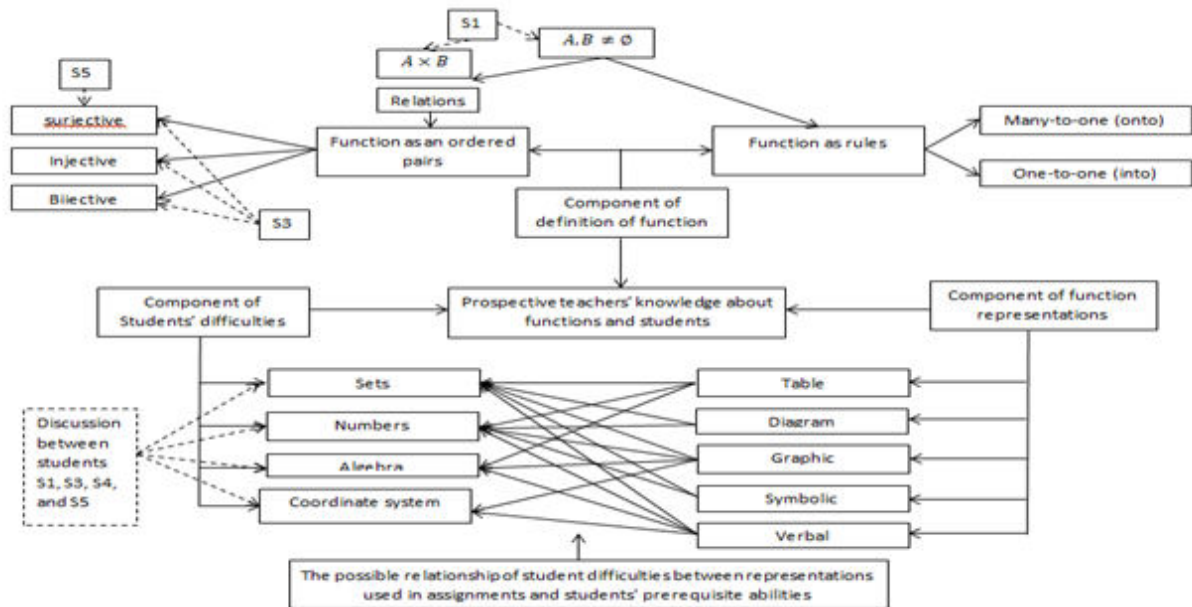 S1
A, B ≠ ∅
A × B
S5
Relations
surjective
Many-to-one (onto)
Function as an ordered
pairs
Function as rules
Injective
One-to-one (into)
Bijective
S3
Component of
definition of function
Component of
Students' difficulties
Prospective teachers' knowledge about
functions and students
Component of function
representations
Sets
Table
Discussion
between
students
S1, S3, S4,
and S5
Numbers
Diagram
Algebra
Graphic
Coordinate system
Symbolic
Verbal
The possible relationship of student difficulties between representations
used in assignments and students' prerequisite abilities